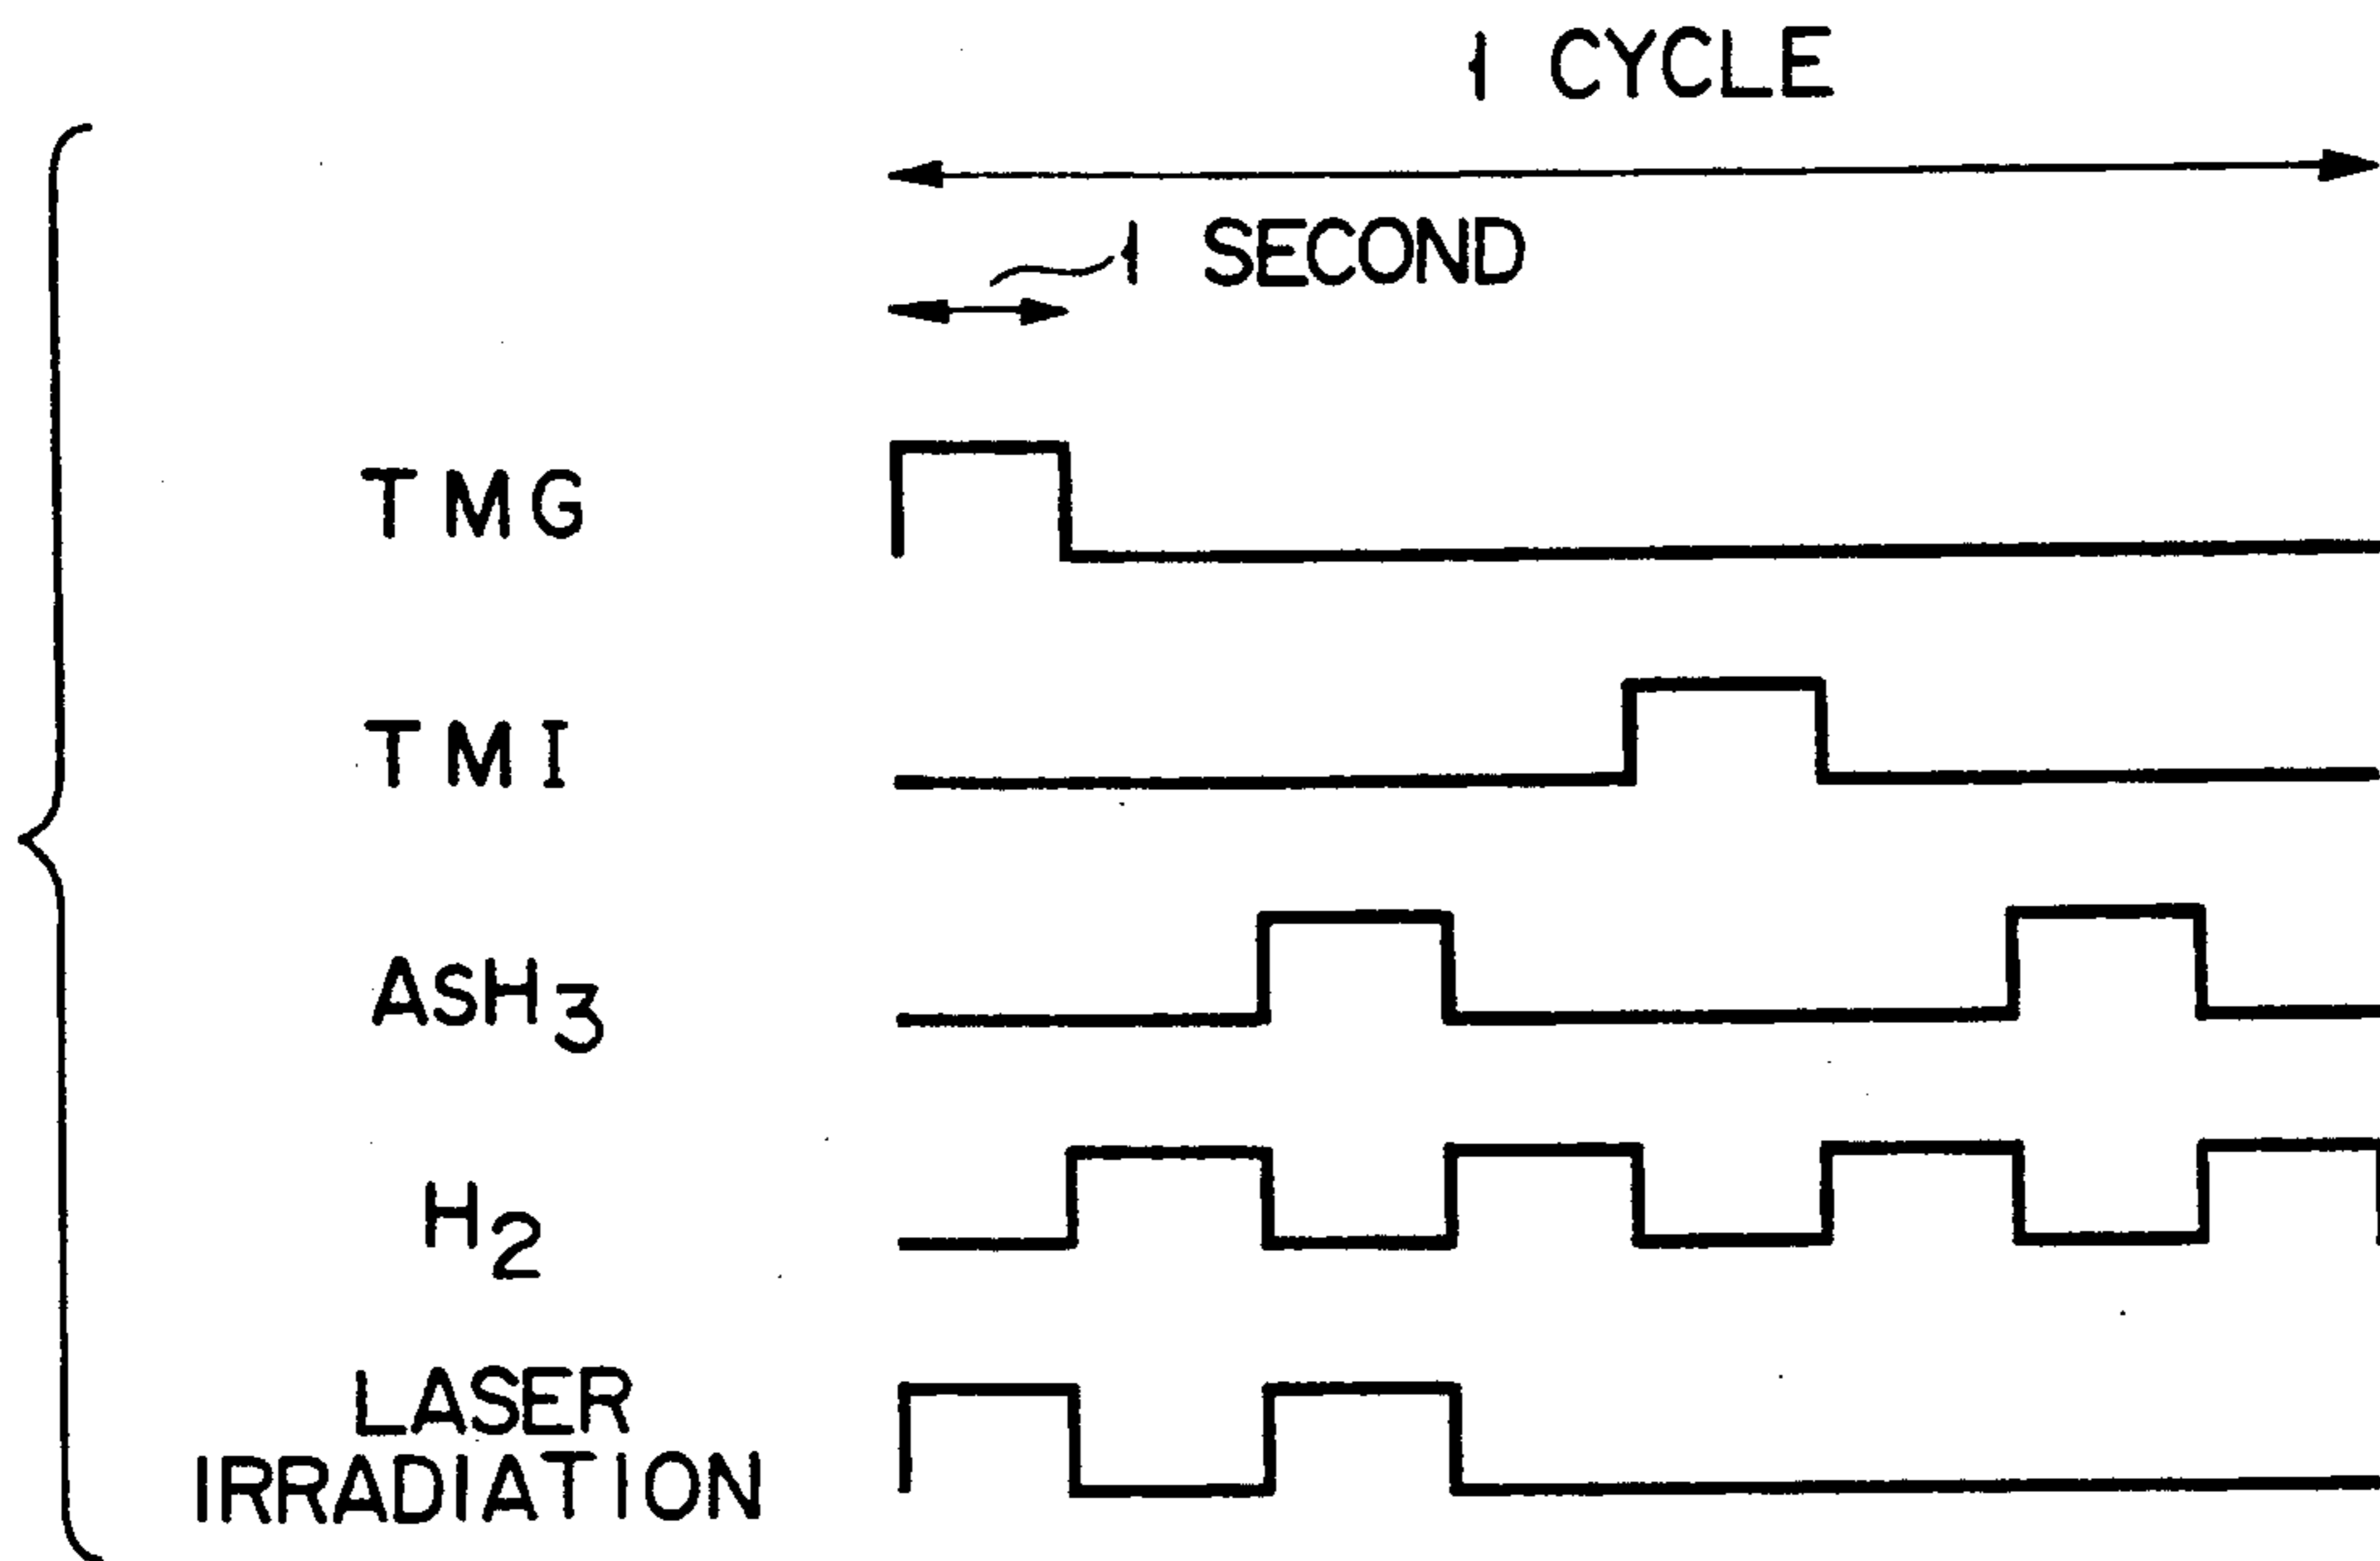 1 CYCLE
1 SECOND
TMG
TMI
ASH3
H2
LASER
IRRADIATION